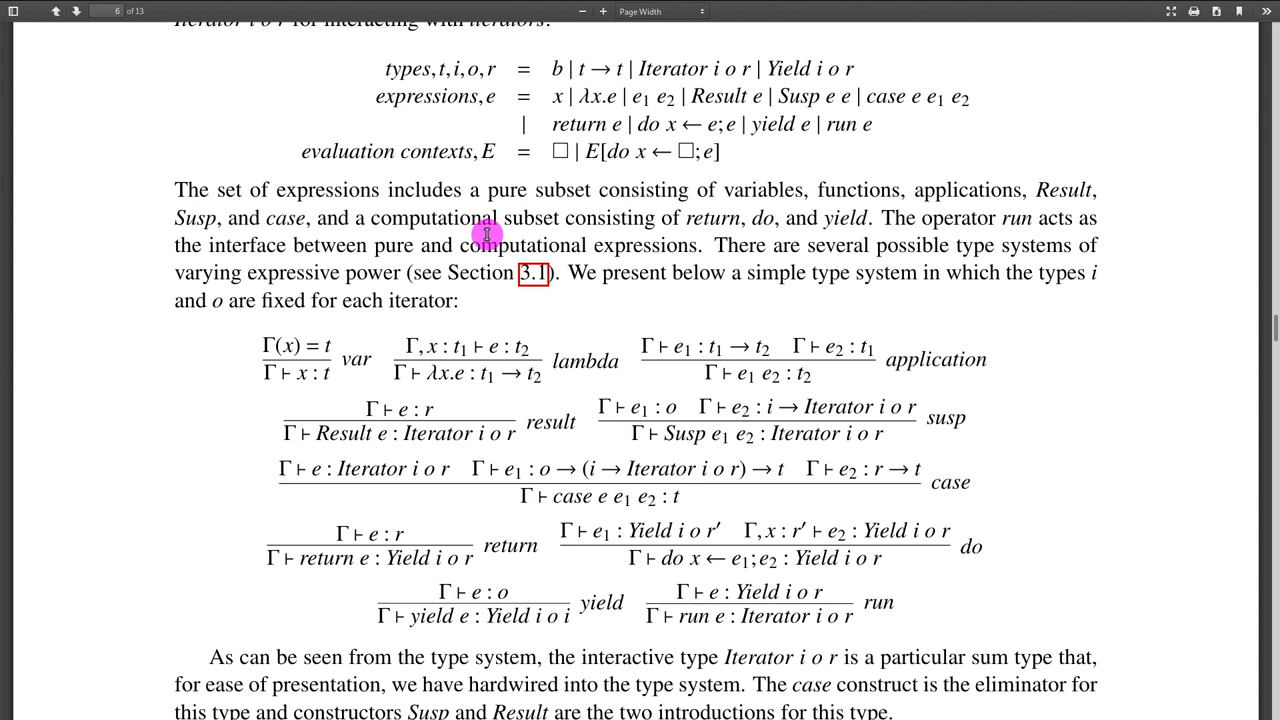 6 of 13
Page Width
Iterator i o r for interacting with iterators:
types, t, i, o, r = b | t → t | Iterator i o r | Yield i o r
expressions, e = x | λx.e | e₁ e₂ | Result e | Susp e e | case e e₁ e₂
| return e | do x ← e; e | yield e | run e
evaluation contexts, E = □ | E[do x ← □; e]
The set of expressions includes a pure subset consisting of variables, functions, applications, Result,
Susp, and case, and a computational subset consisting of return, do, and yield. The operator run acts as
the interface between pure and computational expressions. There are several possible type systems of
varying expressive power (see Section 3.1). We present below a simple type system in which the types i
and o are fixed for each iterator:
Γ(x) = t
Γ ⊢ x : t
var
Γ, x : t₁ ⊢ e : t₂
Γ ⊢ λx.e : t₁ → t₂
lambda
Γ ⊢ e₁ : t₁ → t₂ Γ ⊢ e₂ : t₁
Γ ⊢ e₁ e₂ : t₂
application
Γ ⊢ e : r
Γ ⊢ Result e : Iterator i o r
result
Γ ⊢ e₁ : o Γ ⊢ e₂ : i → Iterator i o r
Γ ⊢ Susp e₁ e₂ : Iterator i o r
susp
Γ ⊢ e : Iterator i o r Γ ⊢ e₁ : o → (i → Iterator i o r) → t Γ ⊢ e₂ : r → t
Γ ⊢ case e e₁ e₂ : t
case
Γ ⊢ e : r
Γ ⊢ return e : Yield i o r
return
Γ ⊢ e₁ : Yield i o r′ Γ, x : r′ ⊢ e₂ : Yield i o r
Γ ⊢ do x ← e₁; e₂ : Yield i o r
do
Γ ⊢ e : o
Γ ⊢ yield e : Yield i o i
yield
Γ ⊢ e : Yield i o r
Γ ⊢ run e : Iterator i o r
run
As can be seen from the type system, the interactive type Iterator i o r is a particular sum type that,
for ease of presentation, we have hardwired into the type system. The case construct is the eliminator for
this type and constructors Susp and Result are the two introductions for this type.